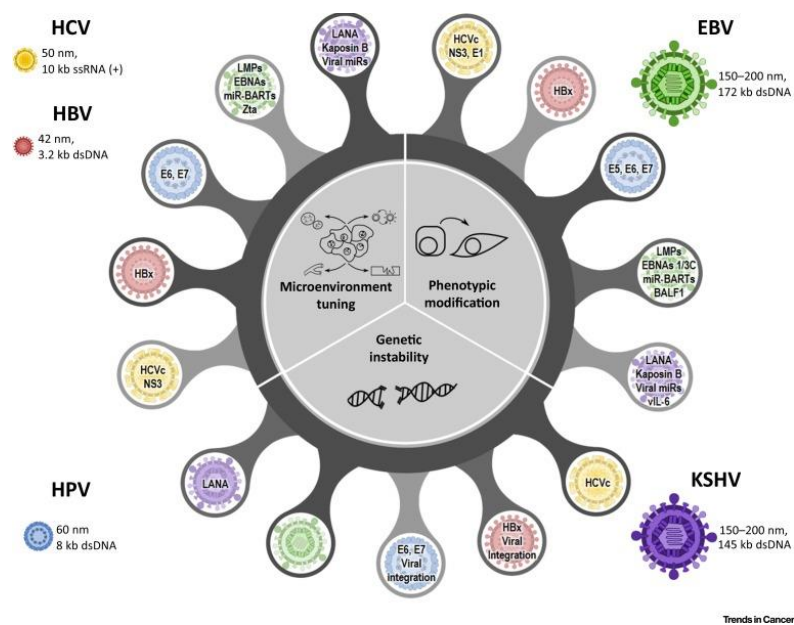 HCV
50 nm,
10 kb ssRNA (+)
HBV
42 nm,
3.2 kb dsDNA
EBV
150–200 nm,
172 kb dsDNA
LANA
Kaposin B
Viral miRs
HCVc
NS3, E1
HBx
E5, E6, E7
LMPs
EBNAs 1/3C
miR-BARTs
BALF1
LANA
Kaposin B
Viral miRs
vIL-6
HCVc
HBx
Viral
Integration
E6, E7
Viral
integration
LANA
HCVc
NS3
HBx
E6, E7
LMPs
EBNAs
miR-BARTs
Zta
Microenvironment
tuning
Phenotypic
modification
Genetic
instability
HPV
60 nm
8 kb dsDNA
KSHV
150–200 nm,
145 kb dsDNA
Trends in Cancer